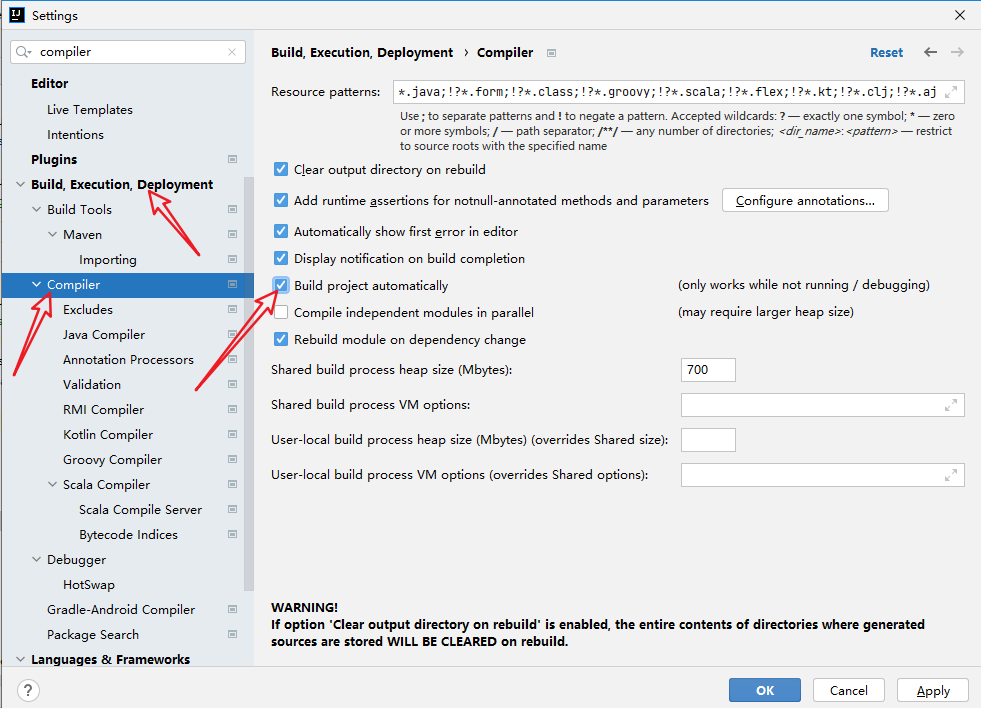 Settings
compiler
Editor
Live Templates
Intentions
Plugins
Build, Execution, Deployment
Build Tools
Maven
Importing
Compiler
Excludes
Java Compiler
Annotation Processors
Validation
RMI Compiler
Kotlin Compiler
Groovy Compiler
Scala Compiler
Scala Compile Server
Bytecode Indices
Debugger
HotSwap
Gradle-Android Compiler
Package Search
Languages & Frameworks
Build, Execution, Deployment › Compiler
Reset
Resource patterns: *.java;!?*.form;!?*.class;!?*.groovy;!?*.scala;!?*.flex;!?*.kt;!?*.clj;!?*.aj
Use ; to separate patterns and ! to negate a pattern. Accepted wildcards: ? — exactly one symbol; * — zero
or more symbols; / — path separator; /**/ — any number of directories; <dir_name>:<pattern> — restrict
to source roots with the specified name
Clear output directory on rebuild
Add runtime assertions for notnull-annotated methods and parameters Configure annotations...
Automatically show first error in editor
Display notification on build completion
Build project automatically (only works while not running / debugging)
Compile independent modules in parallel (may require larger heap size)
Rebuild module on dependency change
Shared build process heap size (Mbytes): 700
Shared build process VM options:
User-local build process heap size (Mbytes) (overrides Shared size):
User-local build process VM options (overrides Shared options):
WARNING!
If option 'Clear output directory on rebuild' is enabled, the entire contents of directories where generated
sources are stored WILL BE CLEARED on rebuild.
?
OK Cancel Apply